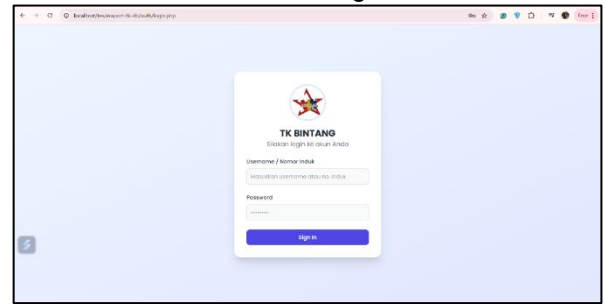 TK BINTANG
Silakan login ke akun Anda
Username / Nomor Induk
Masukkan username atau no. induk
Password
Sign In